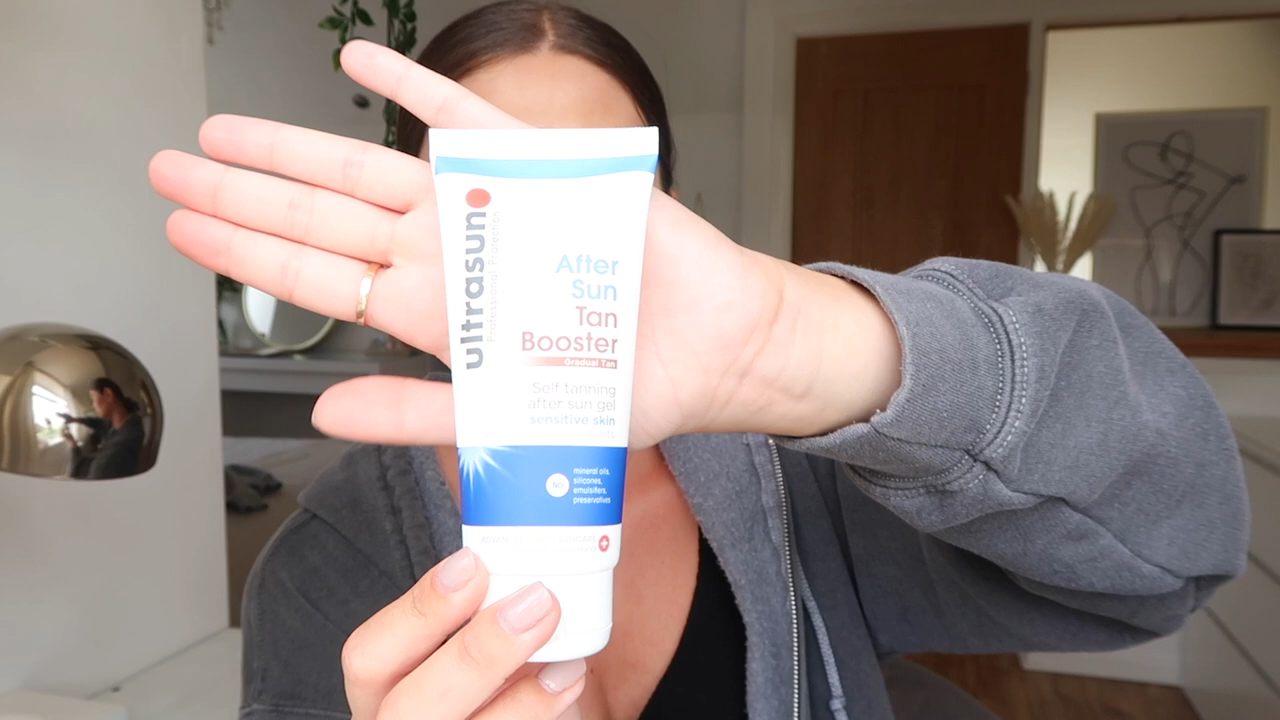 ultrasun
Professional Protection
After
Sun
Tan
Booster
Gradual Tan
Self tanning
after sun gel
sensitive skin
No
mineral oils,
silicones,
emulsifiers,
preservatives